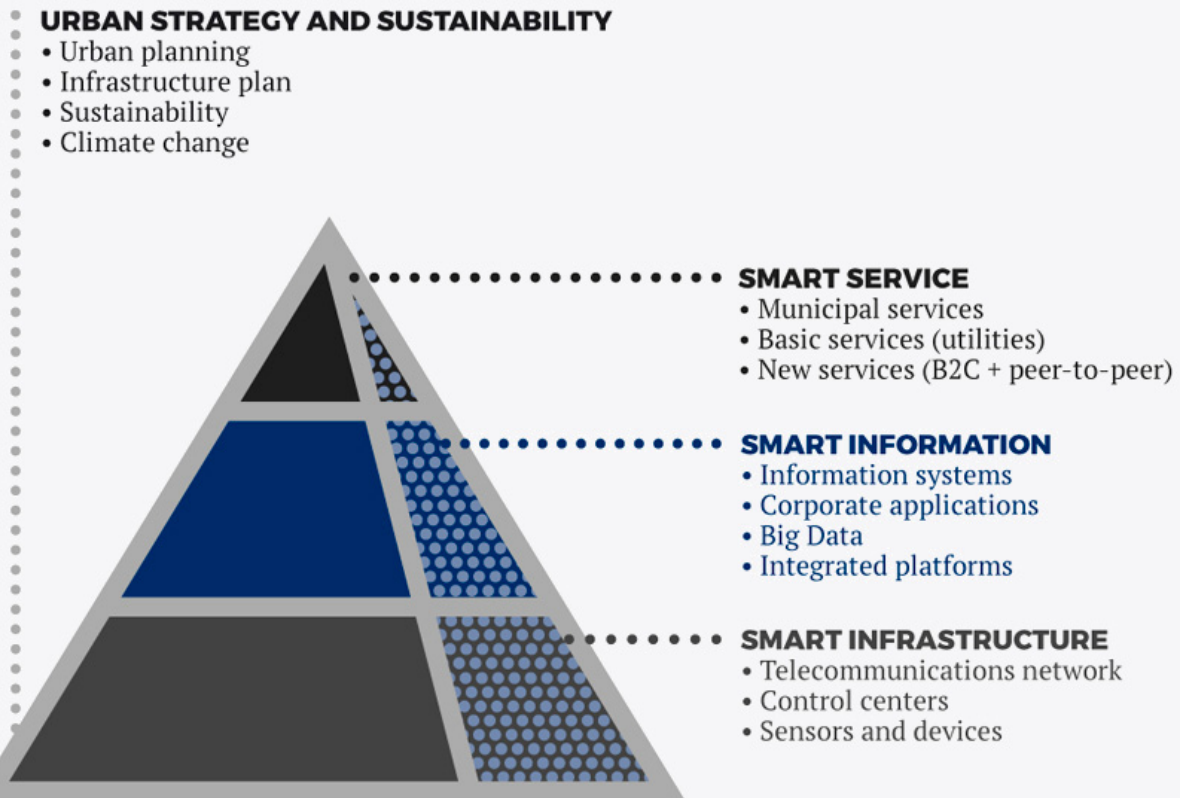 URBAN STRATEGY AND SUSTAINABILITY
• Urban planning
• Infrastructure plan
• Sustainability
• Climate change
SMART SERVICE
• Municipal services
• Basic services (utilities)
• New services (B2C + peer-to-peer)
SMART INFORMATION
• Information systems
• Corporate applications
• Big Data
• Integrated platforms
SMART INFRASTRUCTURE
• Telecommunications network
• Control centers
• Sensors and devices